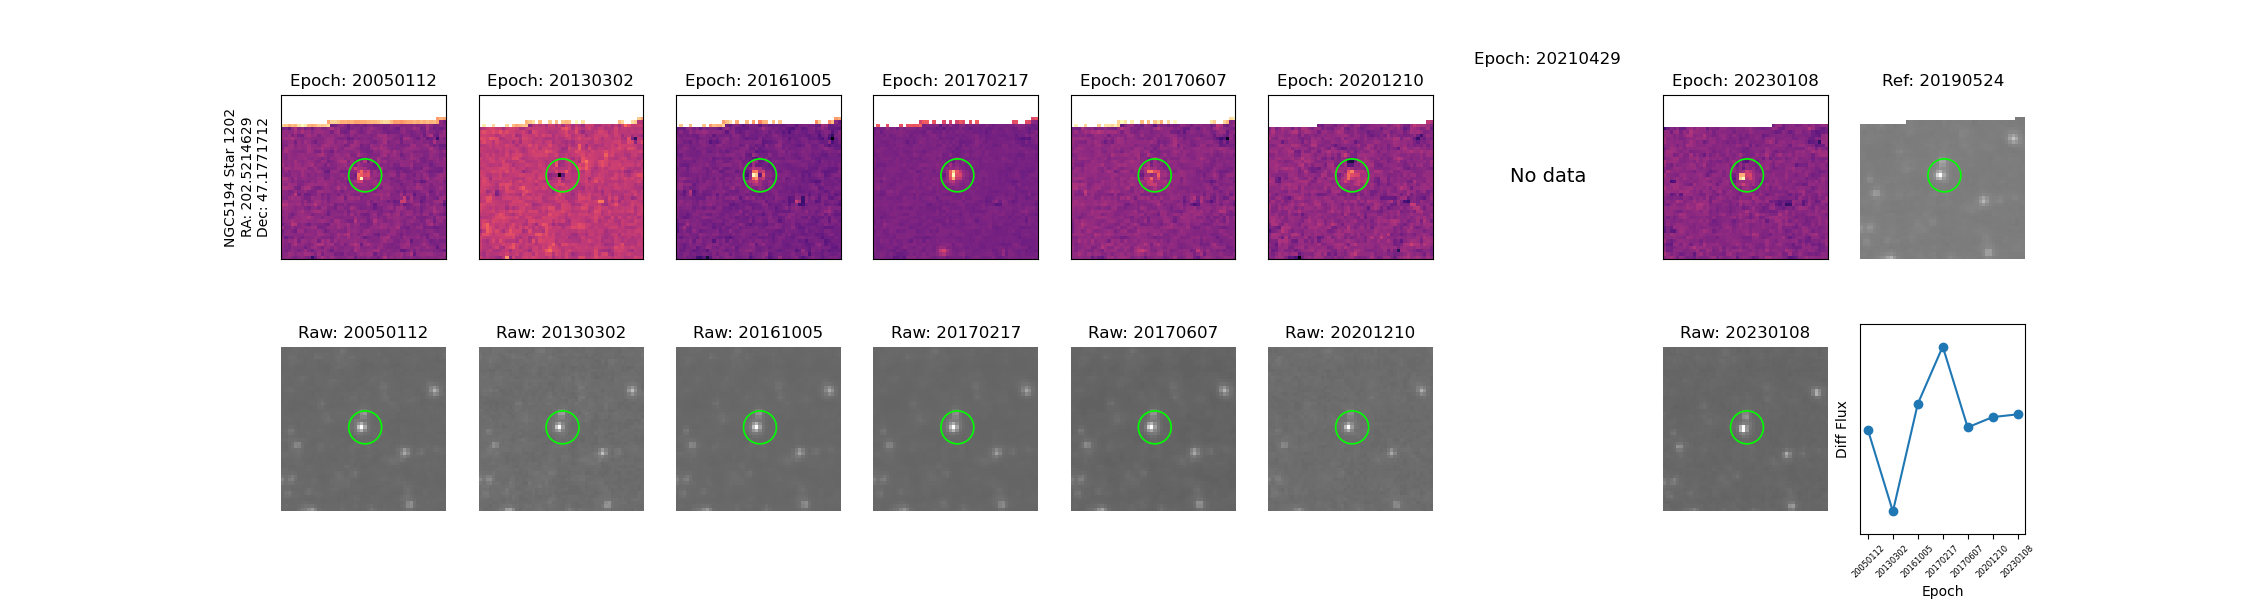 Epoch: 20210429
Epoch: 20050112
Epoch: 20130302
Epoch: 20161005
Epoch: 20170217
Epoch: 20170607
Epoch: 20201210
Epoch: 20230108
Ref: 20190524
NGC5194 Star 1202
RA: 202.5214629
Dec: 47.1771712
No data
Raw: 20050112
Raw: 20130302
Raw: 20161005
Raw: 20170217
Raw: 20170607
Raw: 20201210
Raw: 20230108
Diff Flux
20050112
20130302
20161005
20170217
20170607
20201210
20230108
Epoch